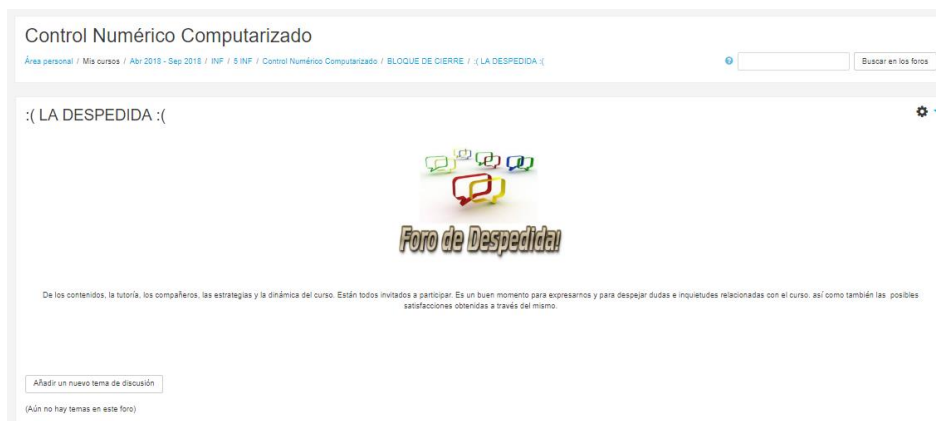 Control Numérico Computarizado
Área personal / Mis cursos / Abr 2018 - Sep 2018 / INF / 5 INF / Control Numérico Computarizado / BLOQUE DE CIERRE / :( LA DESPEDIDA :(
Buscar en los foros
:( LA DESPEDIDA :(
Foro de Despedida!
De los contenidos, la tutoría, los compañeros, las estrategias y la dinámica del curso. Están todos invitados a participar. Es un buen momento para expresarnos y para despejar dudas e inquietudes relacionadas con el curso. así como también las posibles
satisfacciones obtenidas a través del mismo.
Añadir un nuevo tema de discusión
(Aún no hay temas en este foro)